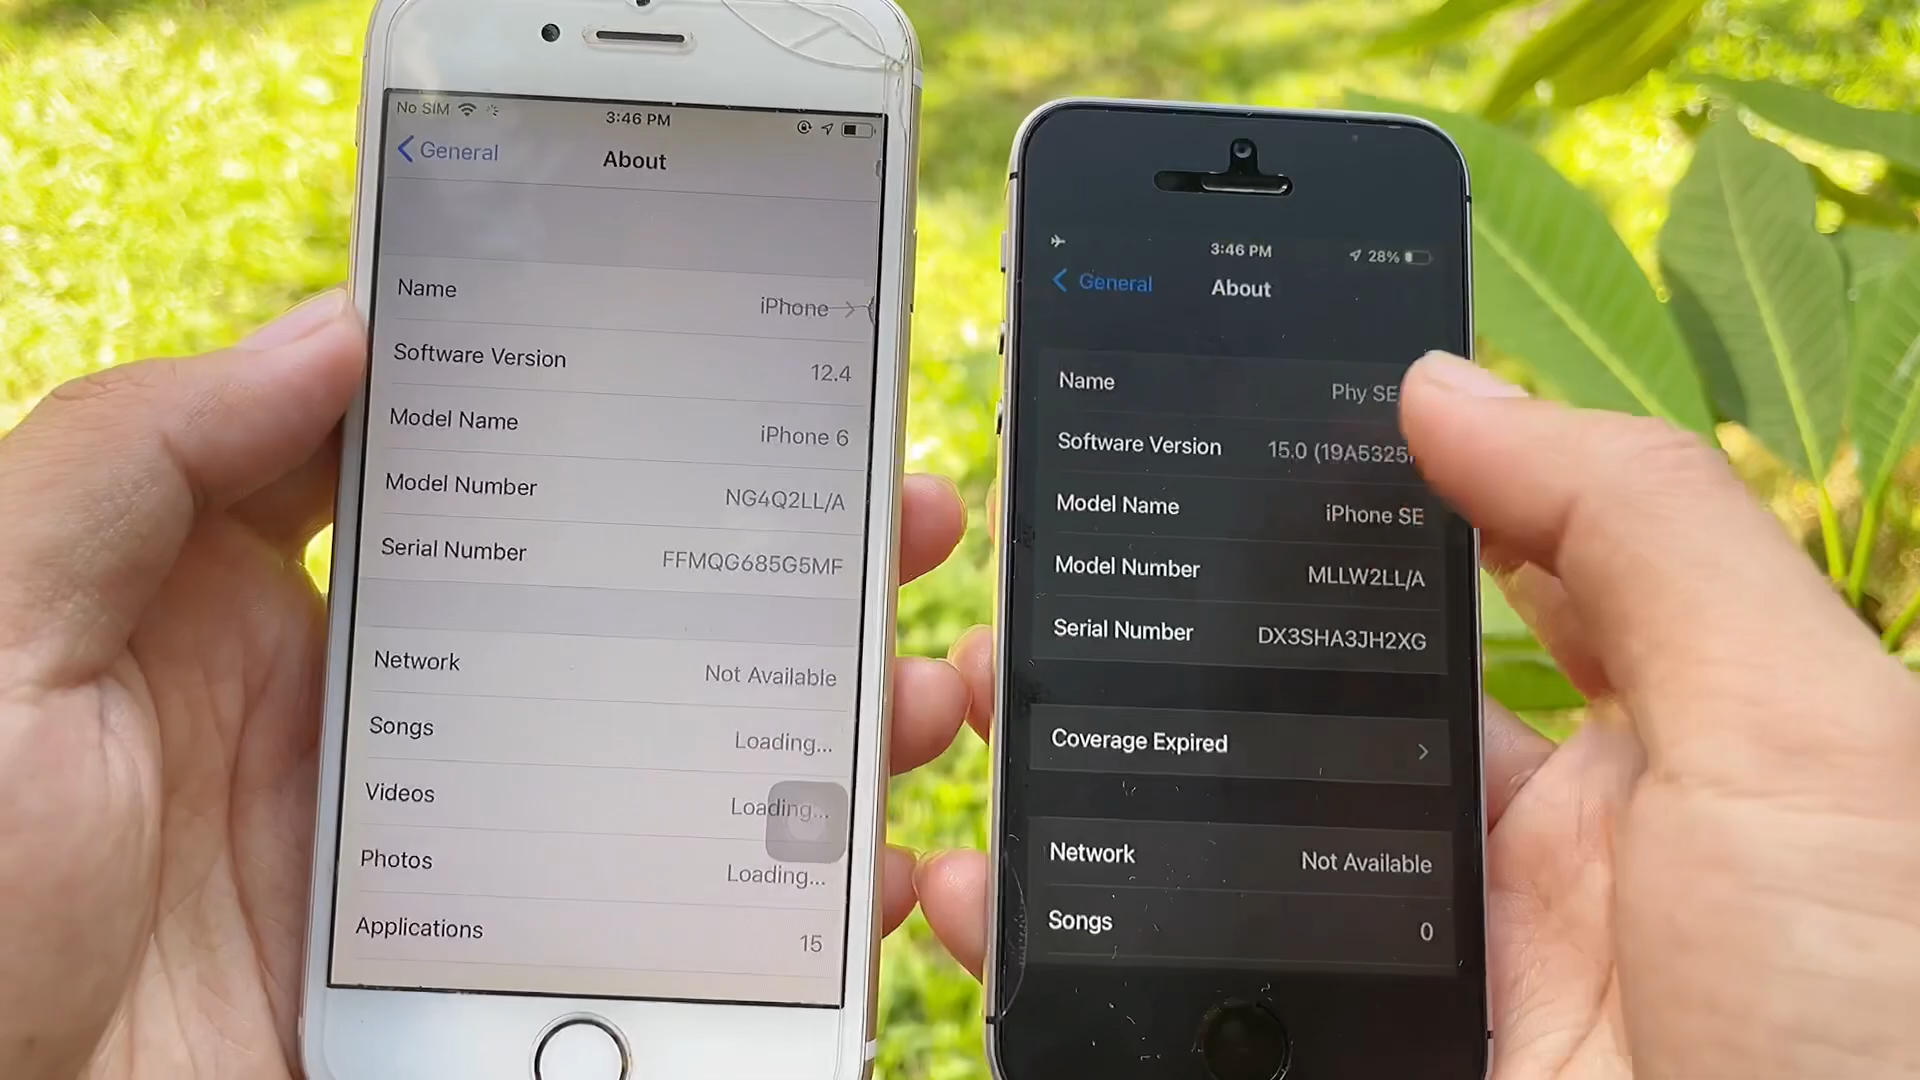 No SIM
3:46 PM
General
About
Name
iPhone
Software Version
12.4
Model Name
iPhone 6
Model Number
NG4Q2LL/A
Serial Number
FFMQG685G5MF
Network
Not Available
Songs
Loading...
Videos
Loading...
Photos
Loading...
Applications
15
3:46 PM
28%
General
About
Name
Phy SE
Software Version
15.0 (19A5325
Model Name
iPhone SE
Model Number
MLLW2LL/A
Serial Number
DX3SHA3JH2XG
Coverage Expired
Network
Not Available
Songs
0